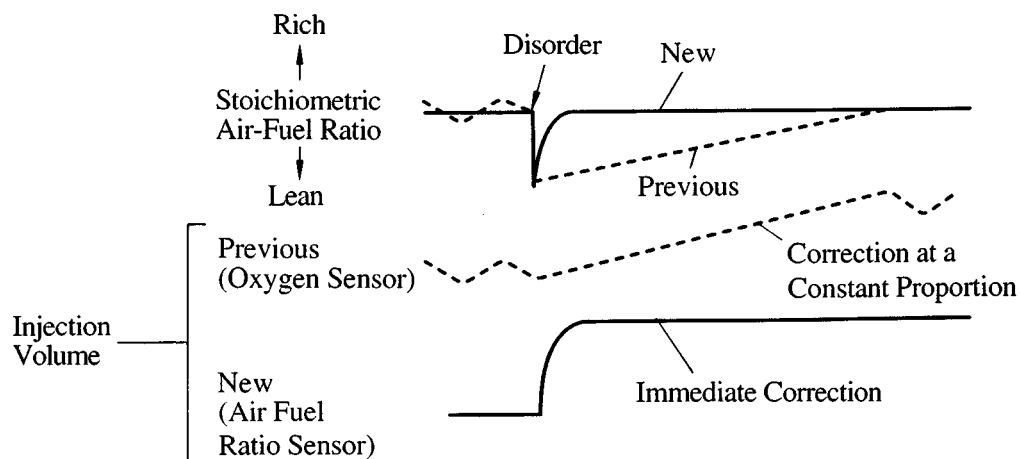 Rich
Disorder
New
Stoichiometric
Air-Fuel Ratio
Previous
Lean
Previous
(Oxygen Sensor)
Correction at a
Constant Proportion
Injection
Volume
New
(Air Fuel
Ratio Sensor)
Immediate Correction